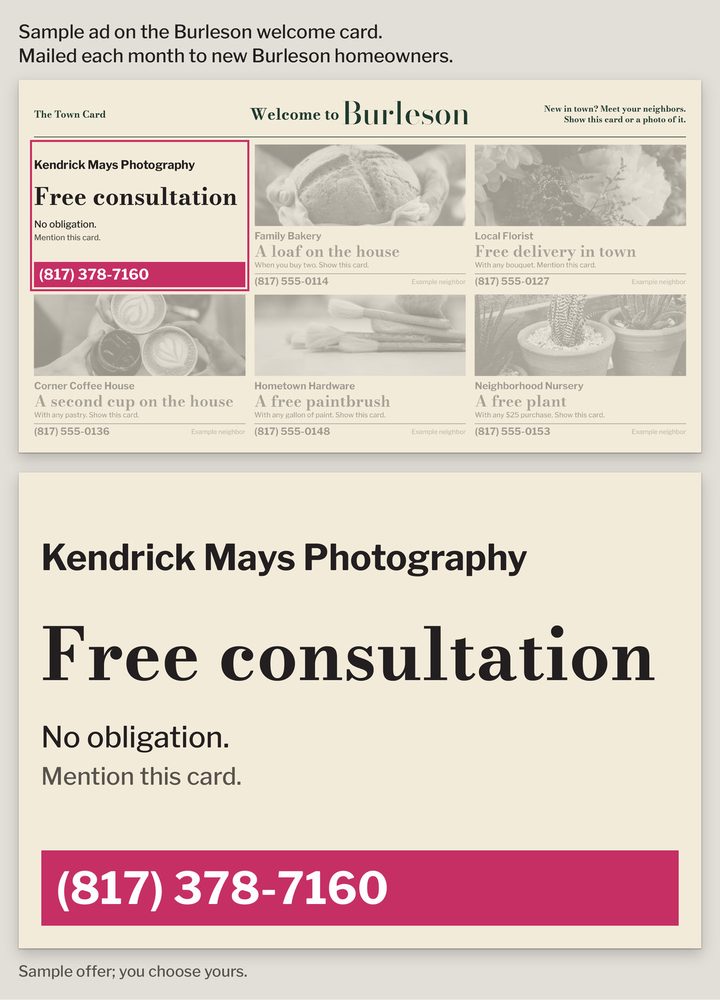 Sample ad on the Burleson welcome card.
Mailed each month to new Burleson homeowners.
The Town Card
Welcome to Burleson
New in town? Meet your neighbors.
Show this card or a photo of it.
Kendrick Mays Photography
Free consultation
No obligation.
Mention this card.
(817) 378-7160
Family Bakery
A loaf on the house
When you buy two. Show this card.
(817) 555-0114
Example neighbor
Local Florist
Free delivery in town
With any bouquet. Mention this card.
(817) 555-0127
Example neighbor
Corner Coffee House
A second cup on the house
With any pastry. Show this card.
(817) 555-0136
Example neighbor
Hometown Hardware
A free paintbrush
With any gallon of paint. Show this card.
(817) 555-0148
Example neighbor
Neighborhood Nursery
A free plant
With any $25 purchase. Show this card.
(817) 555-0153
Example neighbor
Kendrick Mays Photography
Free consultation
No obligation.
Mention this card.
(817) 378-7160
Sample offer; you choose yours.